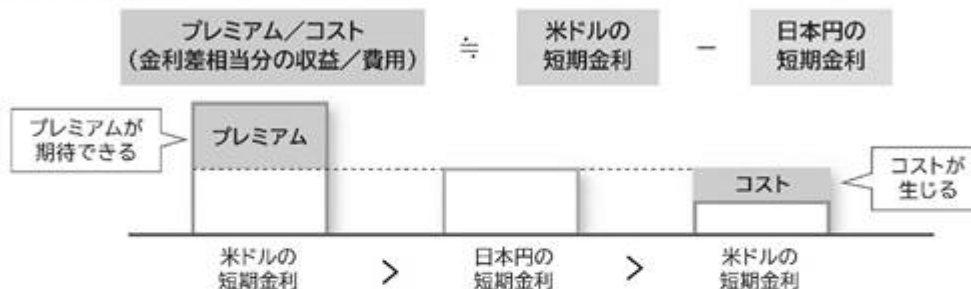 プレミアム／コスト
（金利差相当分の収益／費用）
≒
米ドルの
短期金利
－
日本円の
短期金利
プレミアムが
期待できる
プレミアム
コスト
コストが
生じる
米ドルの
短期金利
>
日本円の
短期金利
>
米ドルの
短期金利